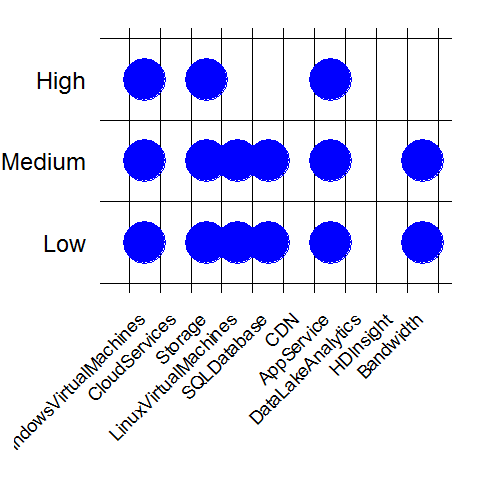 High
Medium
Low
ndowsVirtualMachines
CloudServices
Storage
LinuxVirtualMachines
SQLDatabase
CDN
AppService
DataLakeAnalytics
HDInsight
Bandwidth